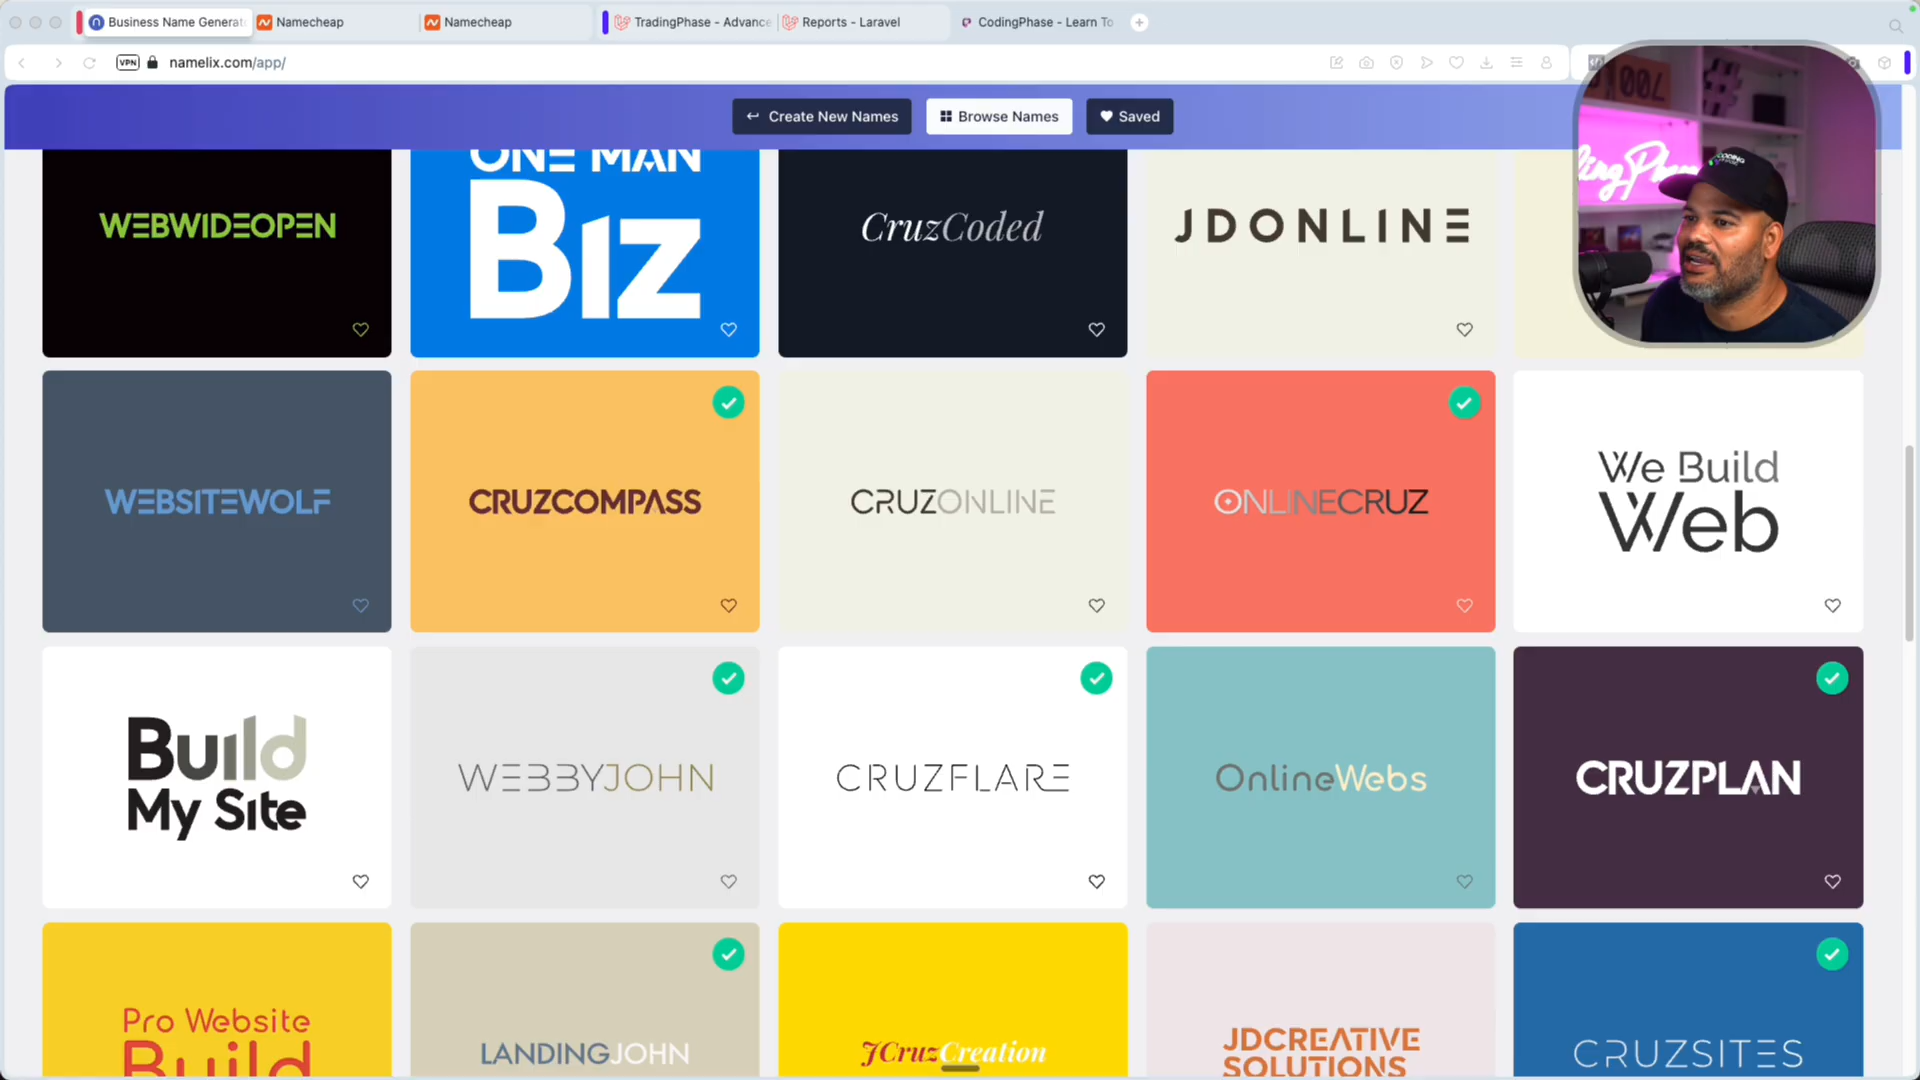 Business Name Generat
Namecheap
Namecheap
TradingPhase - Advance
Reports - Laravel
CodingPhase - Learn To
VPN
namelix.com/app/
Create New Names
Browse Names
Saved
WEBWIDEOPEN
ONE MAN
BIZ
CruzCoded
JDONLINE
WEBSITEWOLF
CRUZCOMPASS
CRUZONLINE
ONLINECRUZ
We Build
Web
Build
My Site
WEBBYJOHN
CRUZFLARE
OnlineWebs
CRUZPLAN
Pro Website
Build
LANDINGJOHN
JCruzCreation
JDCREATIVE
SOLUTIONS
CRUZSITES